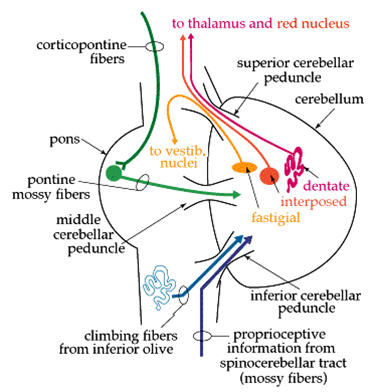 to thalamus and red nucleus
corticopontine
fibers
superior cerebellar
peduncle
cerebellum
pons
to vestib.
nuclei
pontine
mossy fibers
dentate
interposed
fastigial
middle
cerebellar
peduncle
inferior cerebellar
peduncle
climbing fibers
from inferior olive
proprioceptive
information from
spinocerebellar tract
(mossy fibers)